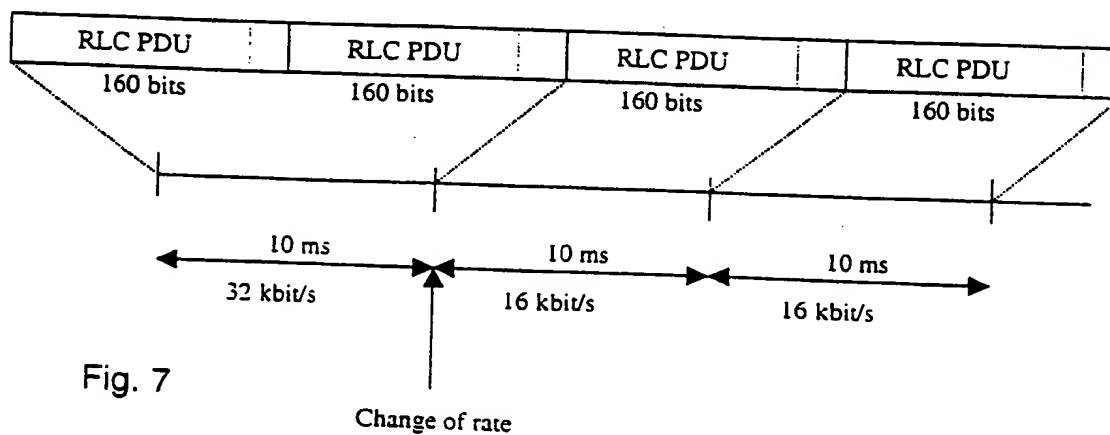 RLC PDU RLC PDU RLC PDU RLC PDU
160 bits 160 bits 160 bits 160 bits
10 ms 10 ms 10 ms
32 kbit/s 16 kbit/s 16 kbit/s
Fig. 7
Change of rate